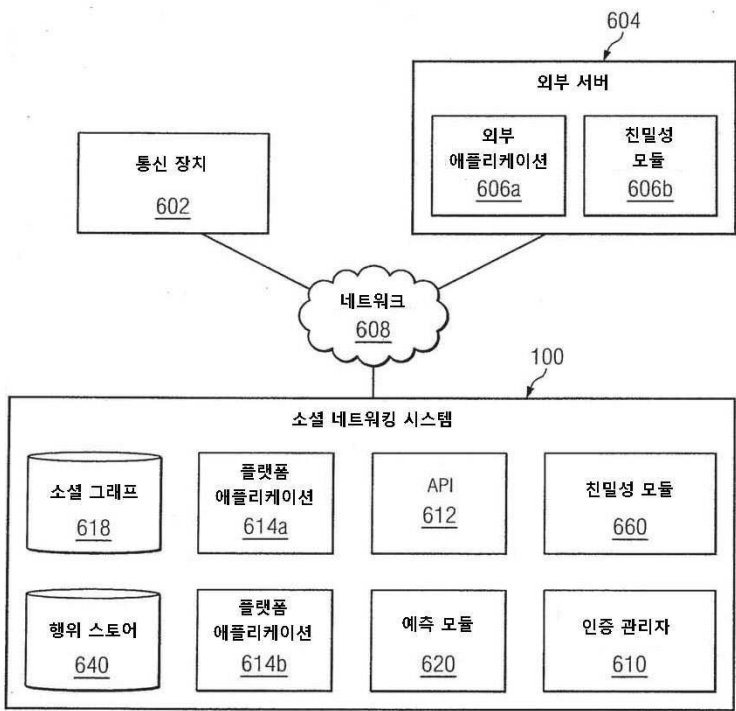 604
외부 서버
외부
애플리케이션
606a
친밀성
모듈
606b
통신 장치
602
네트워크
608
100
소셜 네트워킹 시스템
소셜 그래프
618
플랫폼
애플리케이션
614a
API
612
친밀성 모듈
660
행위 스토어
640
플랫폼
애플리케이션
614b
예측 모듈
620
인증 관리자
610